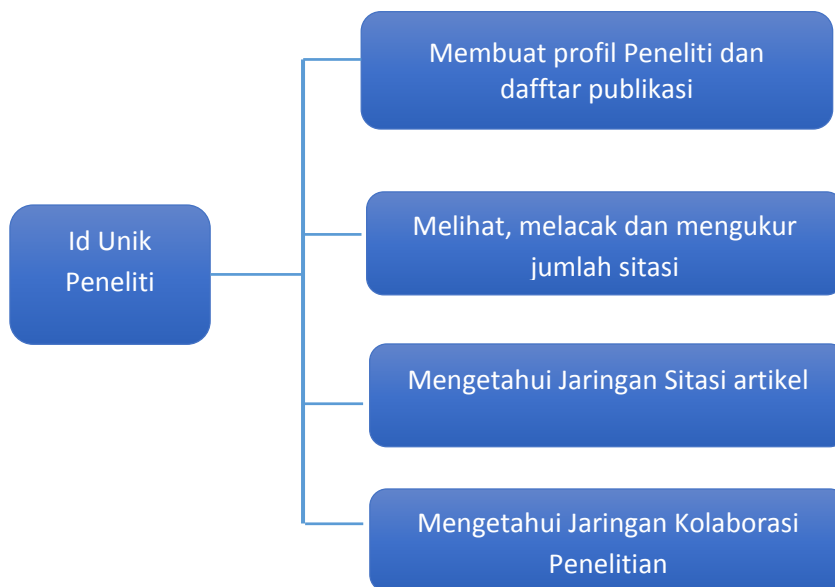 Membuat profil Peneliti dan
dafftar publikasi
Id Unik
Peneliti
Melihat, melacak dan mengukur
jumlah sitasi
Mengetahui Jaringan Sitasi artikel
Mengetahui Jaringan Kolaborasi
Penelitian